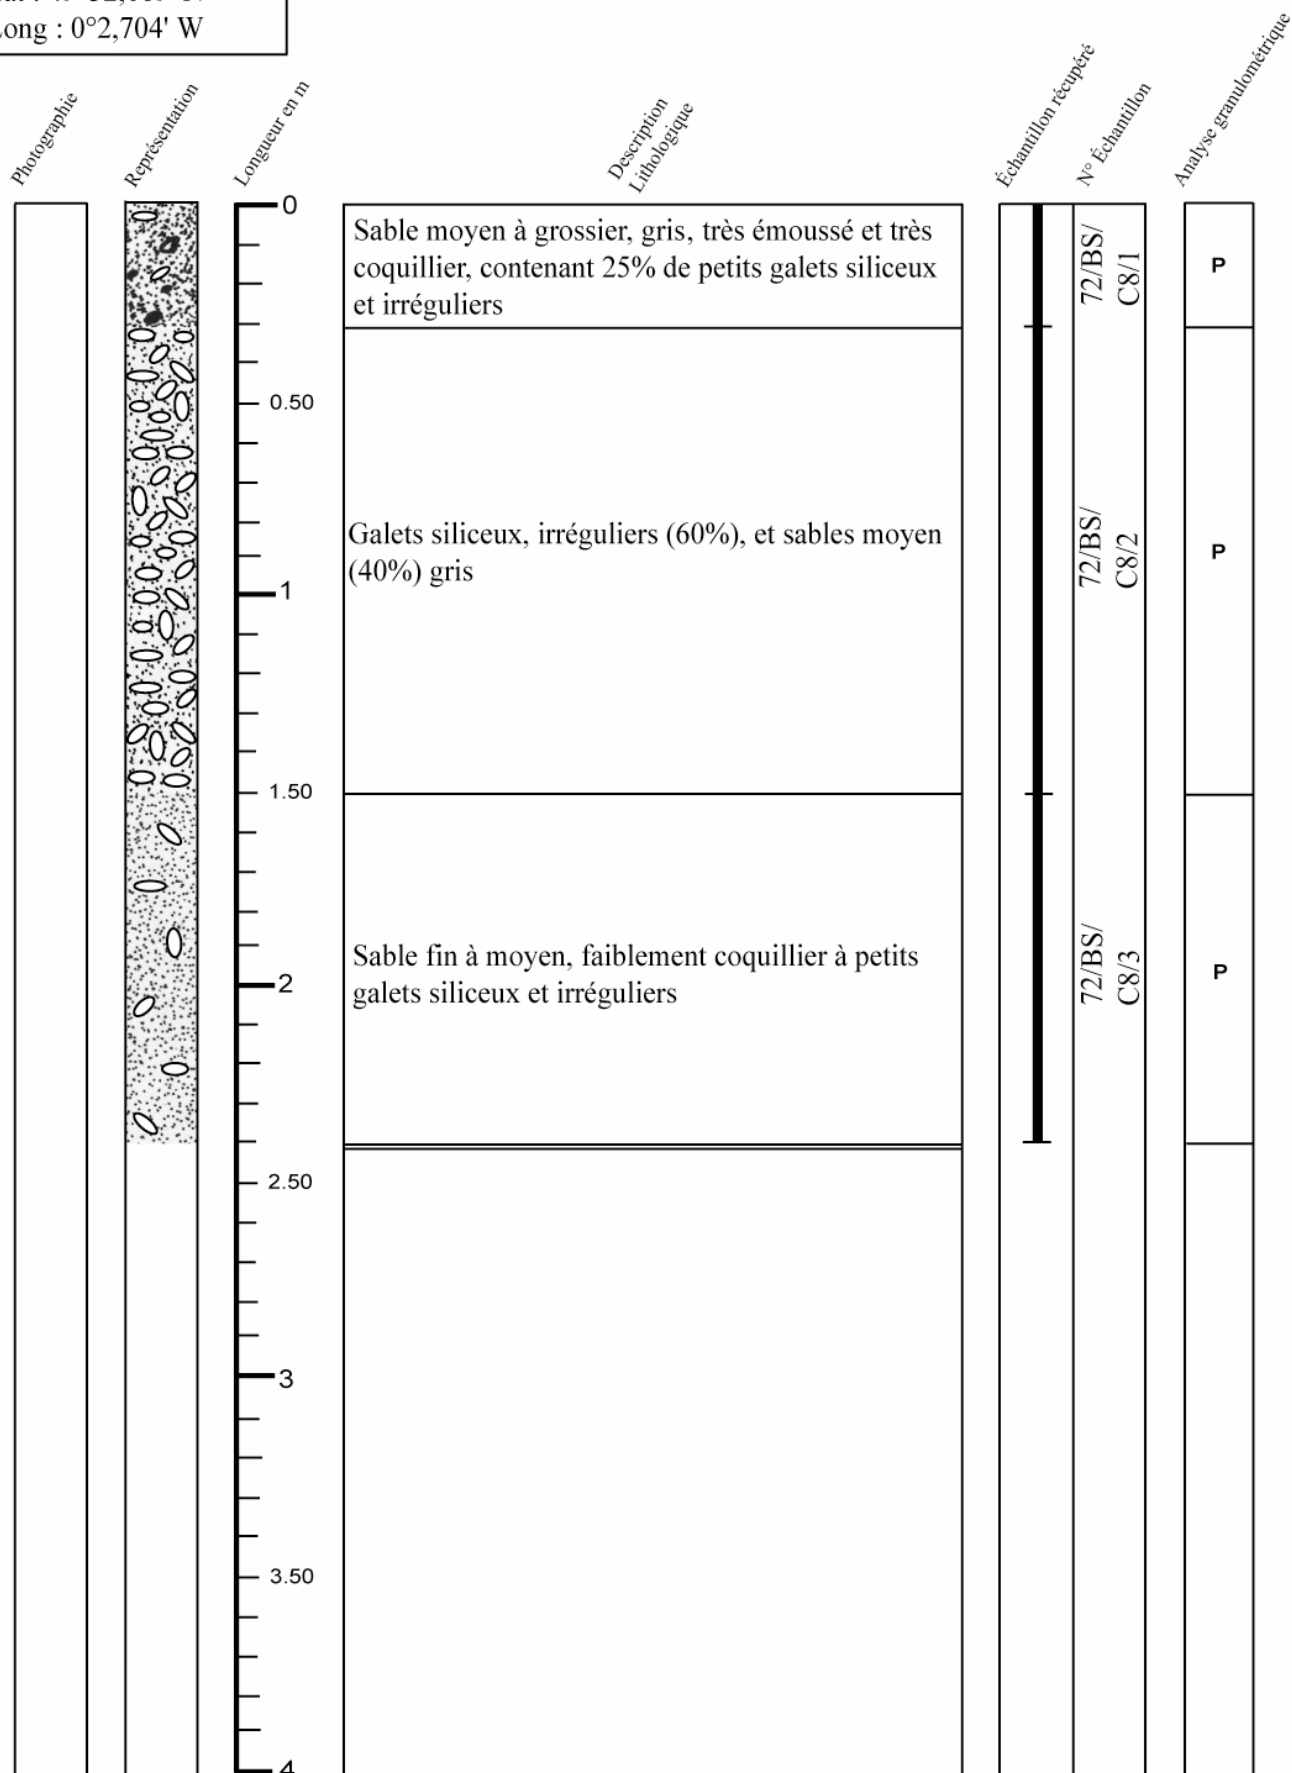 Long : 0°2,704' W
Photographie
Représentation
Longueur en m
Description
Lithologique
Échantillon récupéré
N° Échantillon
Analyse granulométrique
0
Sable moyen à grossier, gris, très émoussé et très
coquillier, contenant 25% de petits galets siliceux
et irréguliers
72/BS/
C8/1
P
0.50
Galets siliceux, irréguliers (60%), et sables moyen
(40%) gris
72/BS/
C8/2
P
1
1.50
Sable fin à moyen, faiblement coquillier à petits
galets siliceux et irréguliers
72/BS/
C8/3
P
2
2.50
3
3.50
4